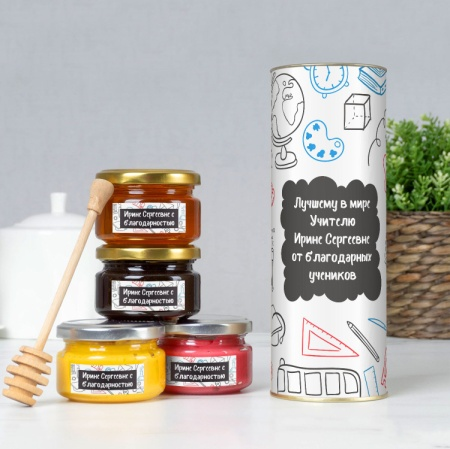 Лучшему в мире
Учителю
Ирине Сергеевне
от благодарных
учеников
Ирине Сергеевне с
благодарностью
Ирине Сергеевне с
благодарностью
Ирине Сергеевне с
благодарностью
Ирине Сергеевне с
благодарностью